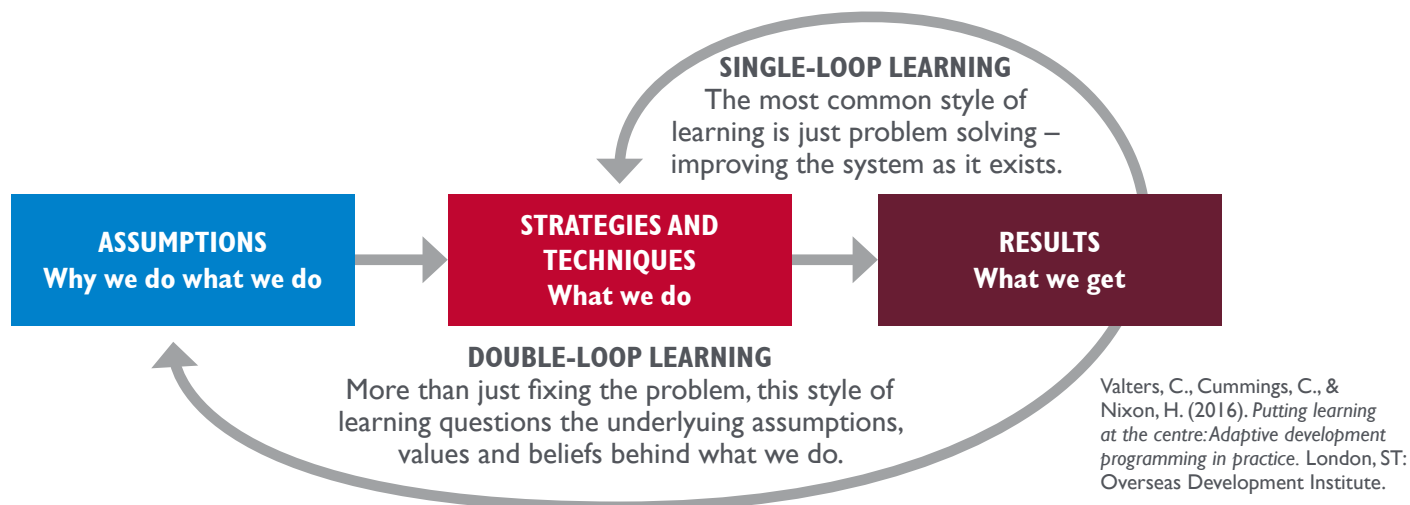 SINGLE-LOOP LEARNING
The most common style of
learning is just problem solving –
improving the system as it exists.
ASSUMPTIONS
Why we do what we do
STRATEGIES AND
TECHNIQUES
What we do
RESULTS
What we get
DOUBLE-LOOP LEARNING
More than just fixing the problem, this style of
learning questions the underlyuing assumptions,
values and beliefs behind what we do.
Valters, C., Cummings, C., &
Nixon, H. (2016). Putting learning
at the centre: Adaptive development
programming in practice. London, ST:
Overseas Development Institute.